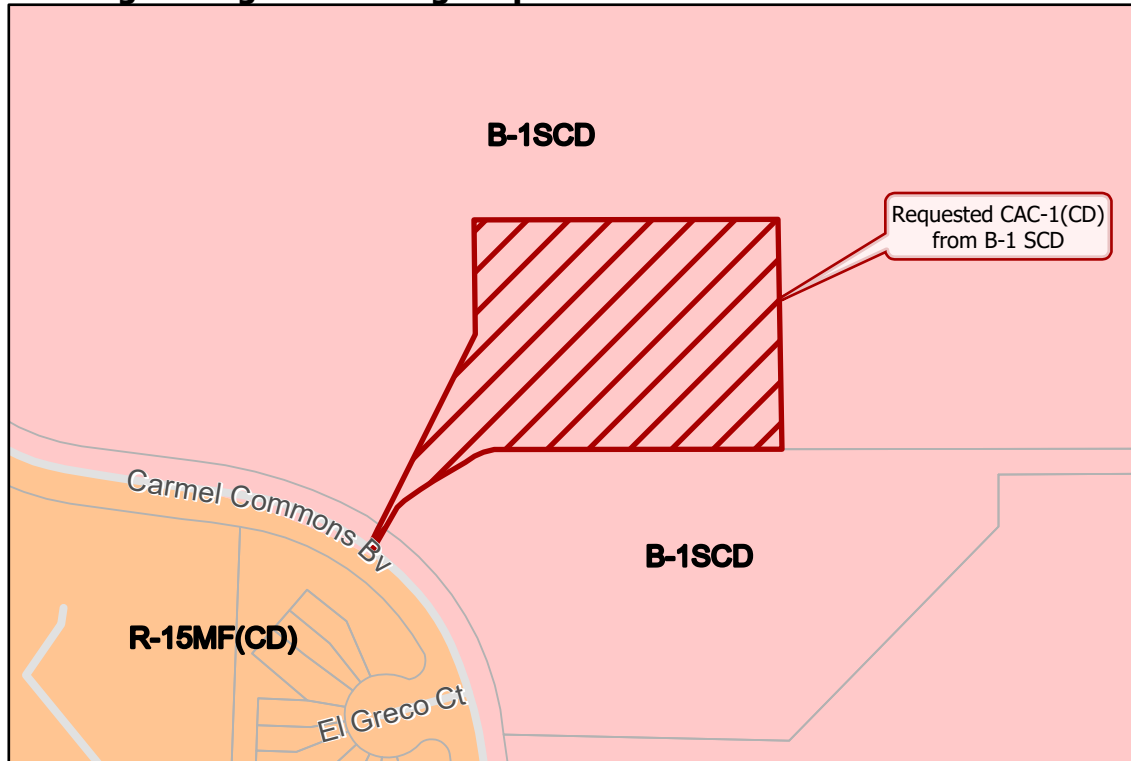 B-1SCD
Requested CAC-1(CD)
from B-1 SCD
Carmel Commons Bv
B-1SCD
R-15MF(CD)
El Greco Ct